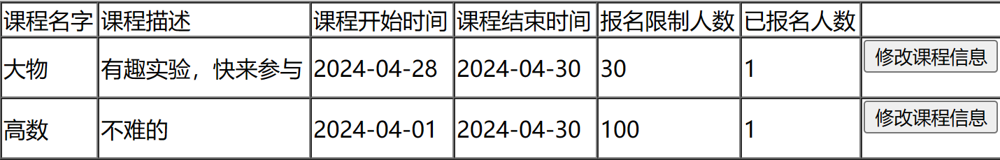 课程名字 课程描述 课程开始时间 课程结束时间 报名限制人数 已报名人数
大物 有趣实验，快来参与 2024-04-28 2024-04-30 30 1 修改课程信息
高数 不难的 2024-04-01 2024-04-30 100 1 修改课程信息